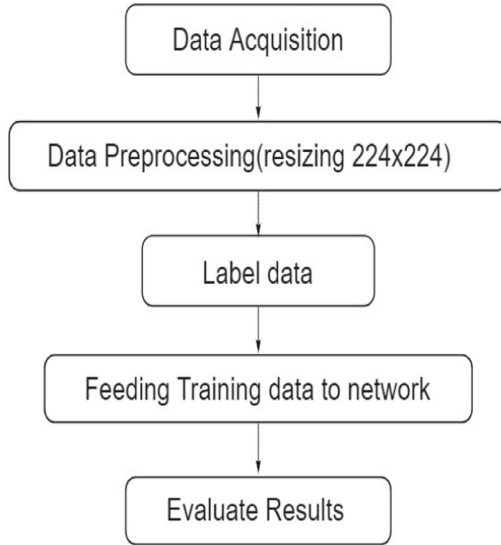 Data Acquisition
Data Preprocessing(resizing 224x224)
Label data
Feeding Training data to network
Evaluate Results